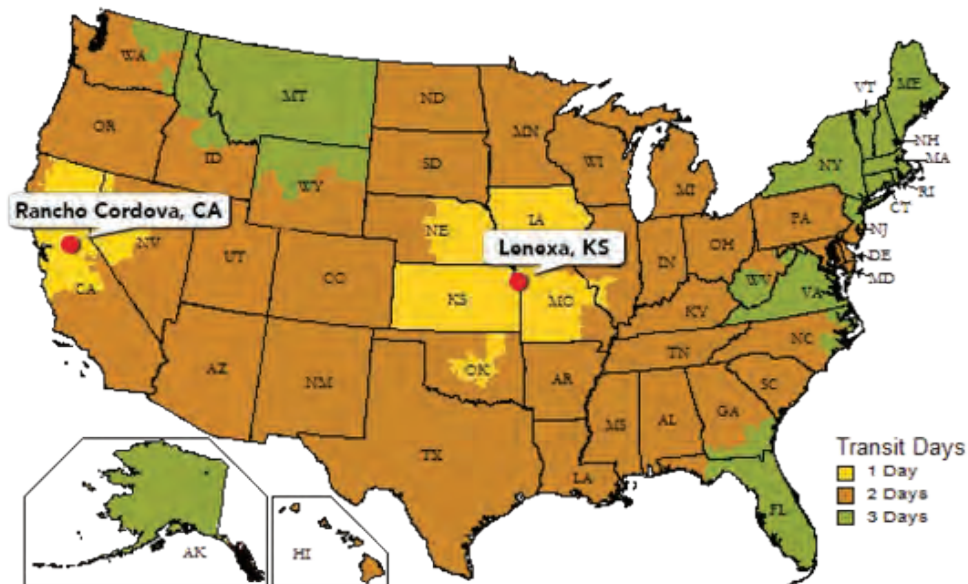 WA
MT
ND
MN
VT
ME
OR
ID
SD
WI
MI
NY
NH
MA
WY
RI
CT
Rancho Cordova, CA
NE
IA
PA
NJ
NV
UT
CO
Lenexa, KS
IN
OH
DE
MD
CA
KS
MO
WV
VA
KY
AZ
NM
OK
AR
TN
NC
SC
MS
AL
GA
TX
LA
FL
Transit Days
1 Day
2 Days
3 Days
AK
HI